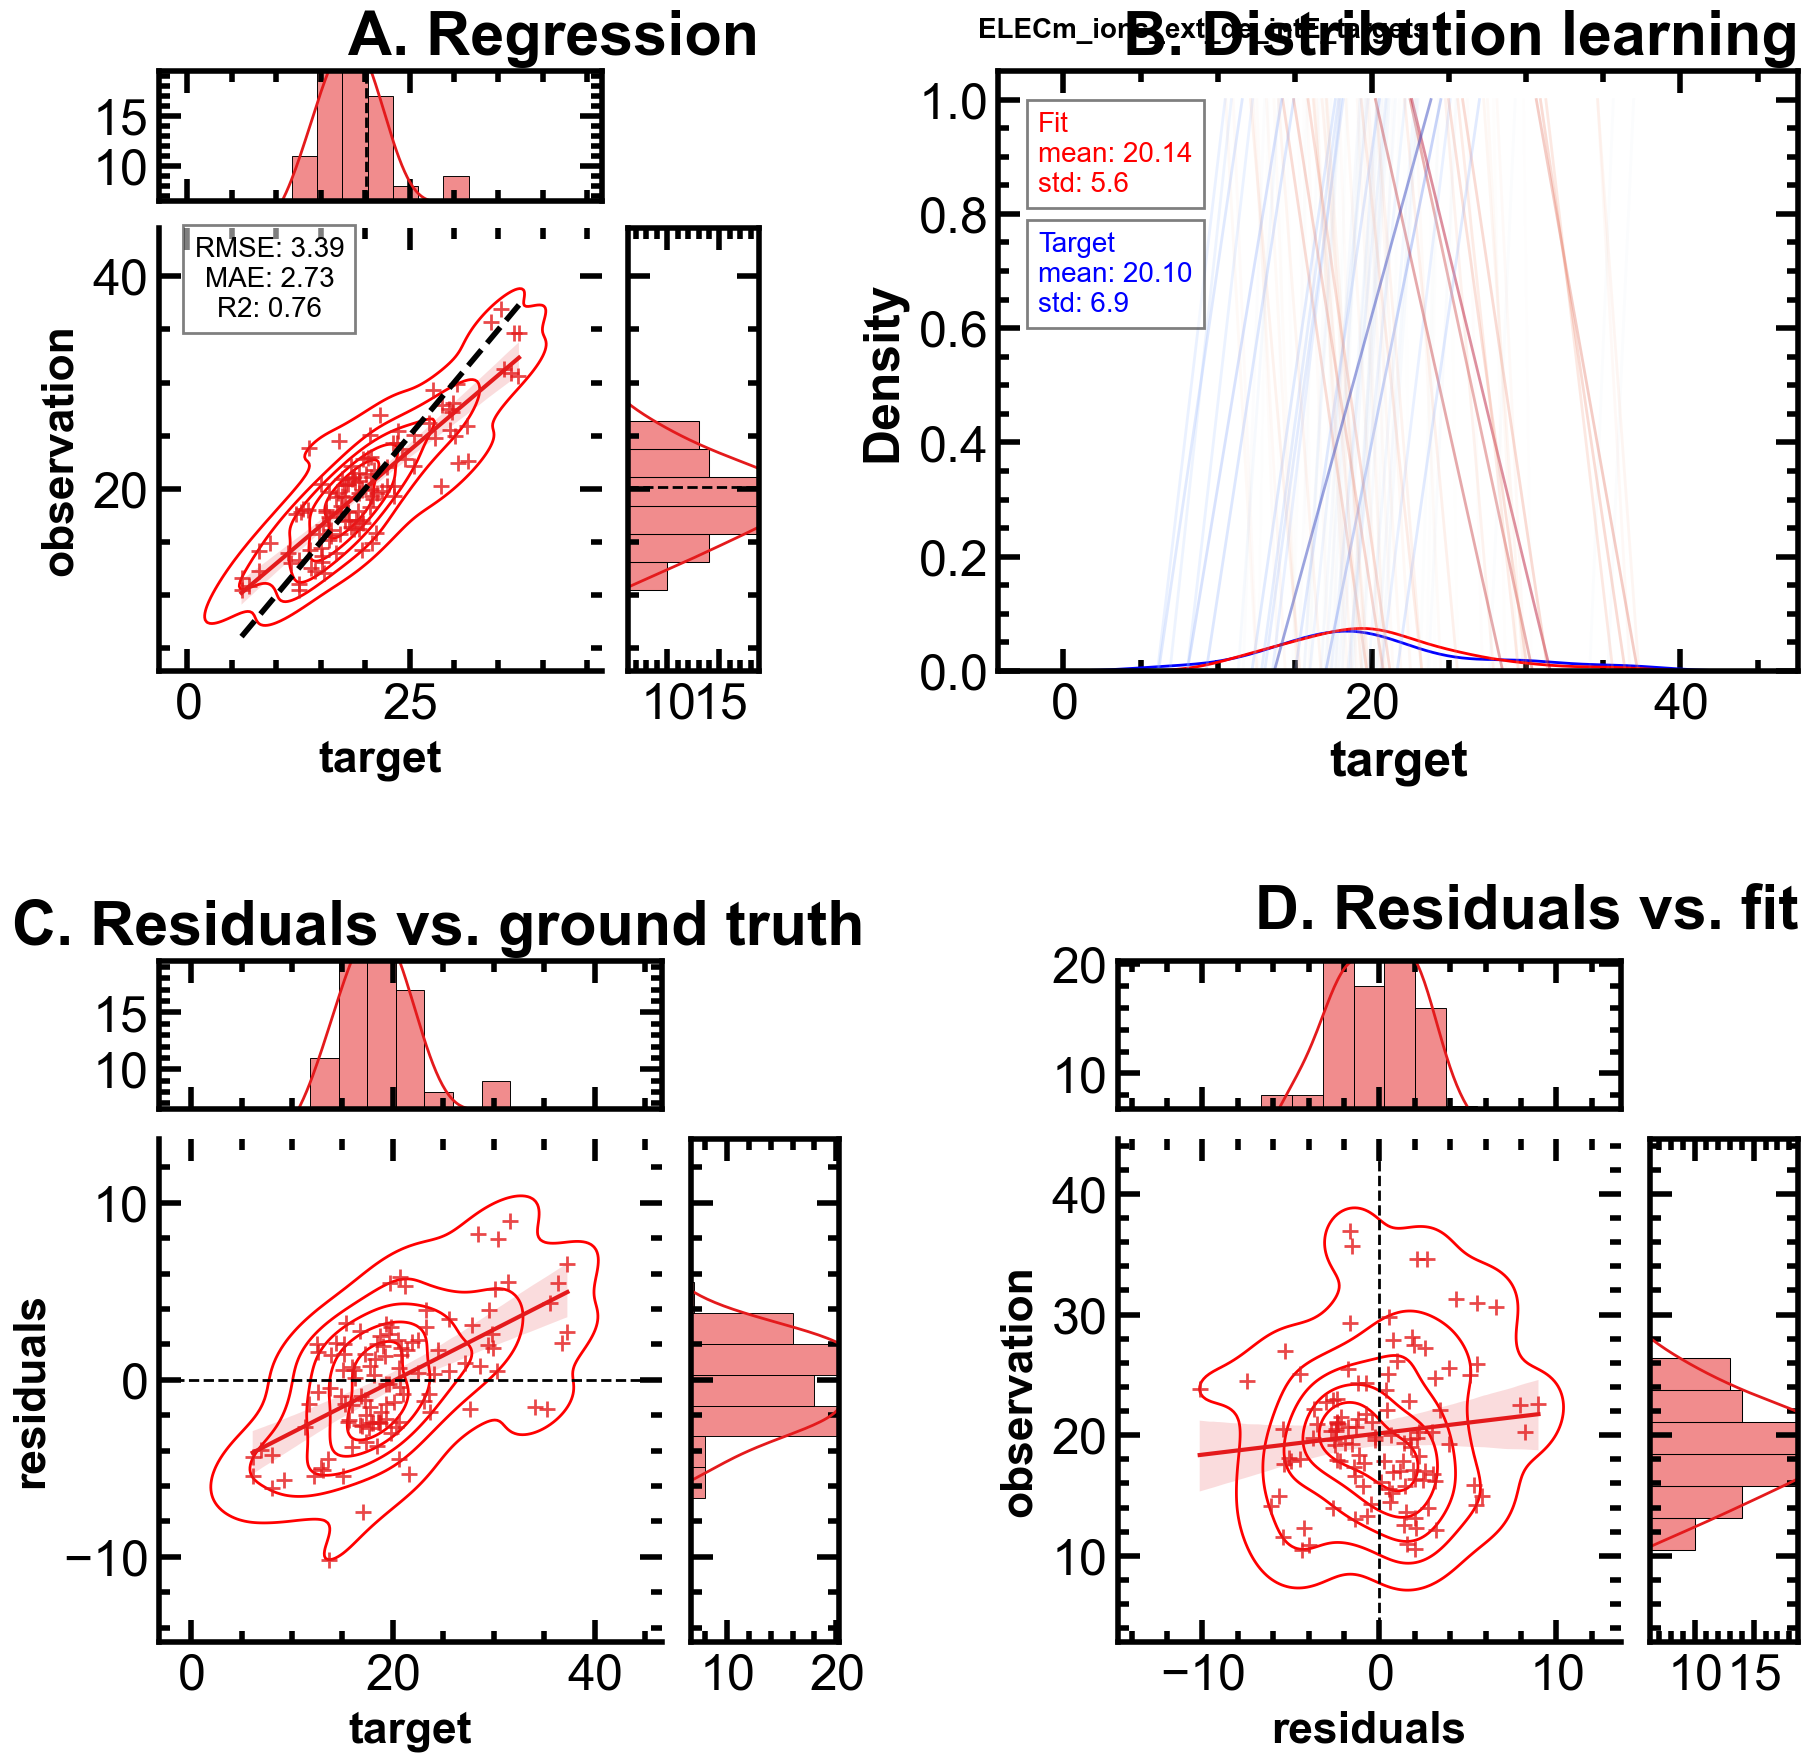 A. Regression
15
10
RMSE: 3.39
MAE: 2.73
R2: 0.76
40
20
observation
0
25
target
10
15
B. Distribution learning
1.0
0.8
0.6
0.4
0.2
0.0
Density
Fit
mean: 20.14
std: 5.6
Target
mean: 20.10
std: 6.9
0
20
40
target
C. Residuals vs. ground truth
15
10
10
0
−10
residuals
0
20
40
target
10
20
D. Residuals vs. fit
20
10
40
30
20
10
observation
−10
0
10
residuals
10
15